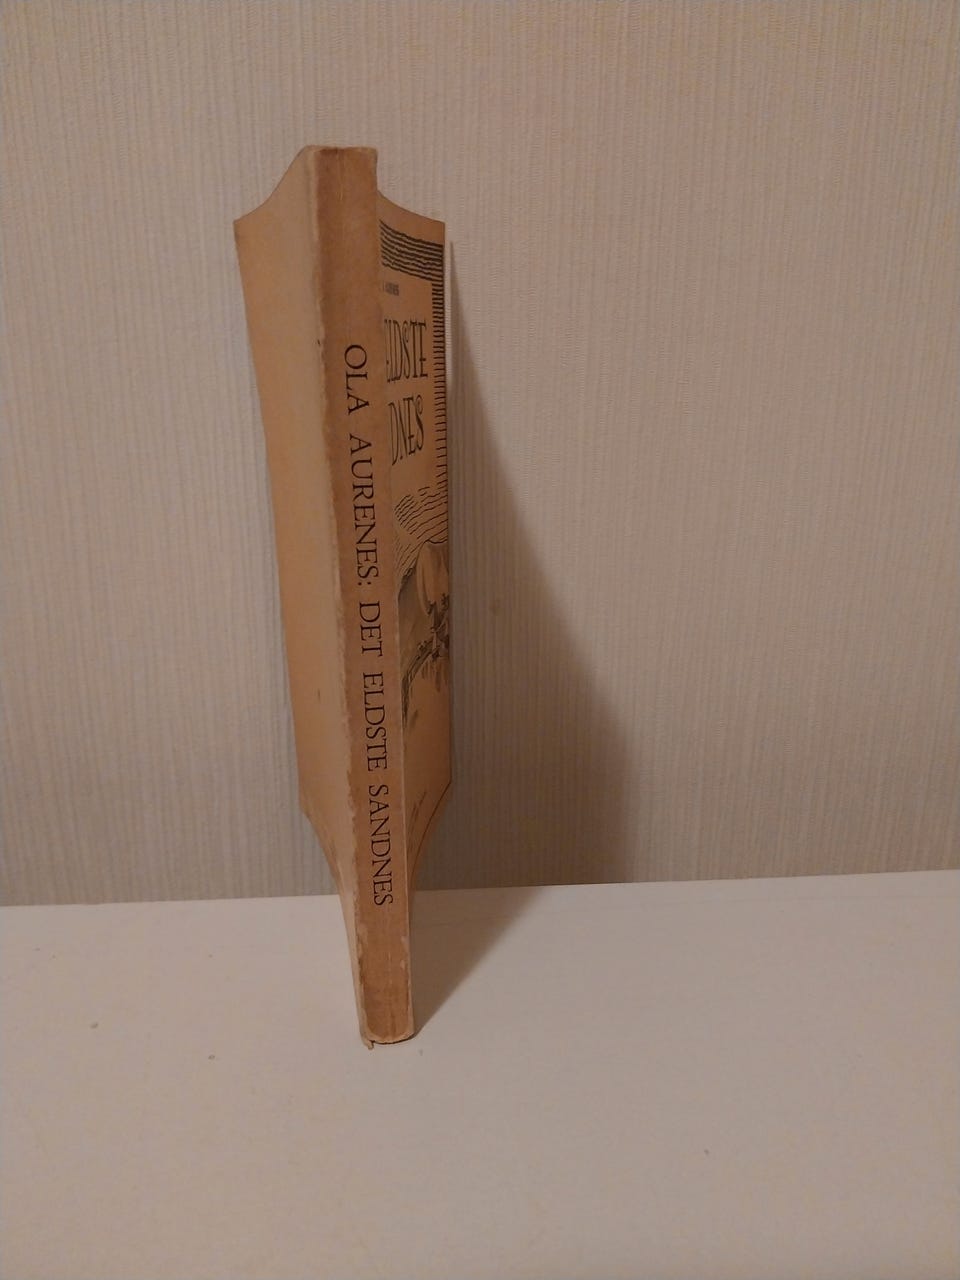 OLA AURENES: DET ELDSTE SANDNES
ELDSTE
DNES